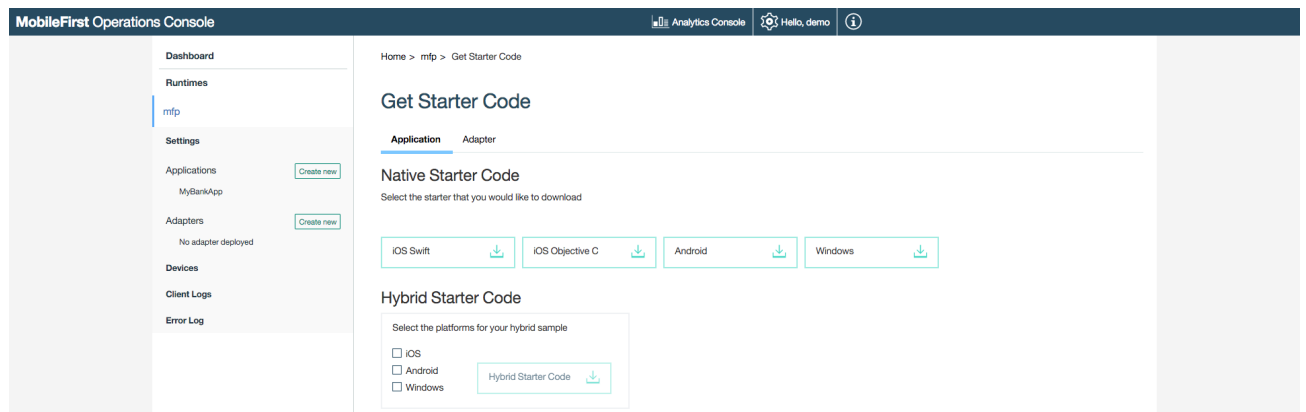 MobileFirst Operations Console
Analytics Console
Hello, demo
Dashboard
Runtimes
mfp
Settings
Applications
Create new
MyBankApp
Adapters
Create new
No adapter deployed
Devices
Client Logs
Error Log
Home > mfp > Get Starter Code
Get Starter Code
Application
Adapter
Native Starter Code
Select the starter that you would like to download
iOS Swift
iOS Objective C
Android
Windows
Hybrid Starter Code
Select the platforms for your hybrid sample
iOS
Android
Windows
Hybrid Starter Code